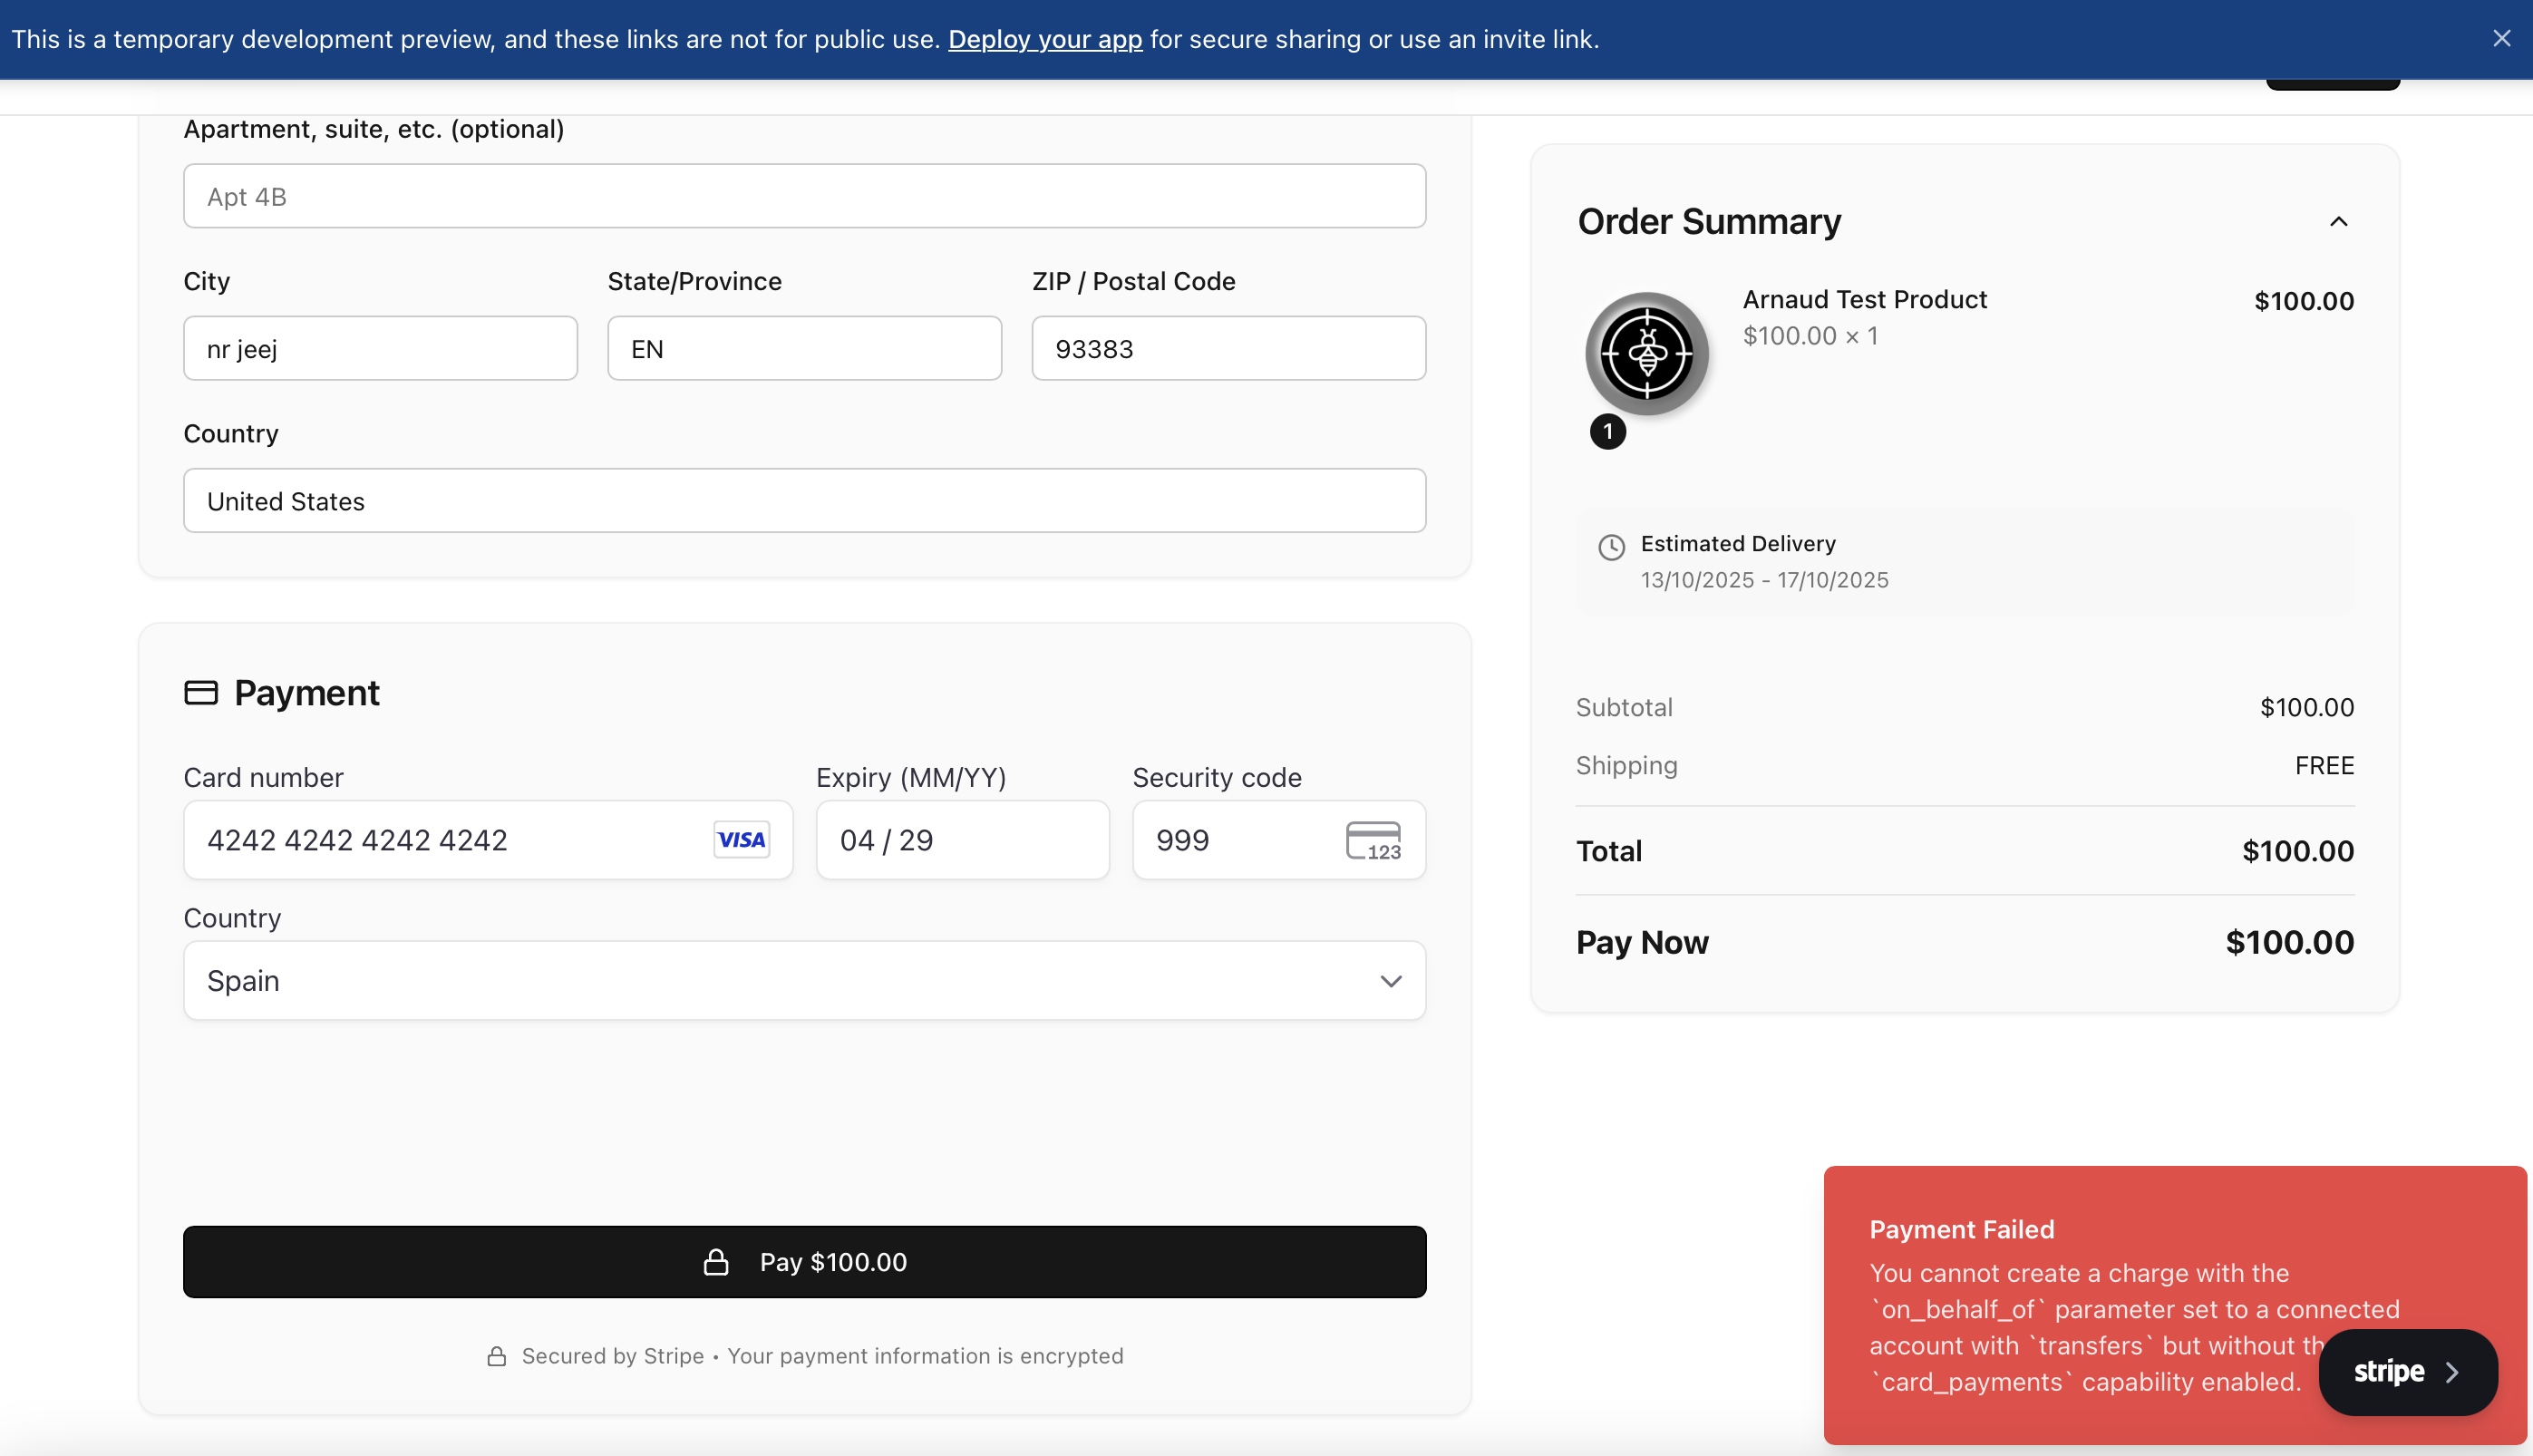 This is a temporary development preview, and these links are not for public use. Deploy your app for secure sharing or use an invite link.
Apartment, suite, etc. (optional)
Apt 4B
City
State/Province
ZIP / Postal Code
nr jeej
EN
93383
Country
United States
Payment
Card number
Expiry (MM/YY)
Security code
4242 4242 4242 4242
VISA
04 / 29
999
123
Country
Spain
Pay $100.00
Secured by Stripe • Your payment information is encrypted
Order Summary
Arnaud Test Product
$100.00
$100.00 × 1
1
Estimated Delivery
13/10/2025 - 17/10/2025
Subtotal
$100.00
Shipping
FREE
Total
$100.00
Pay Now
$100.00
Payment Failed
You cannot create a charge with the
`on_behalf_of` parameter set to a connected
account with `transfers` but without
`card_payments` capability enabled.
stripe